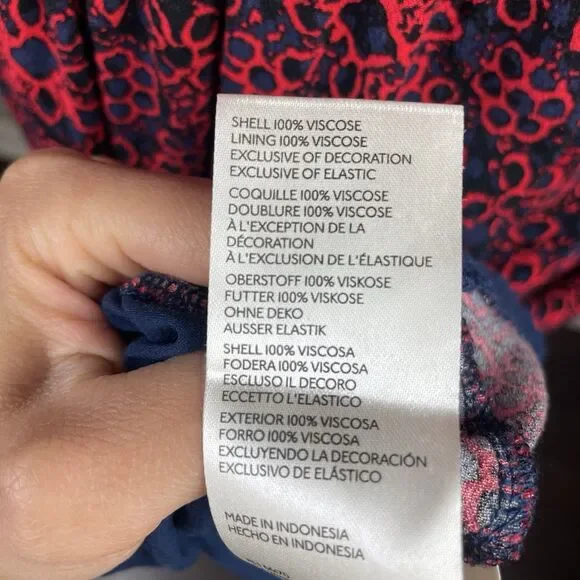 SHELL 100% VISCOSE
LINING 100% VISCOSE
EXCLUSIVE OF DECORATION
EXCLUSIVE OF ELASTIC
COQUILLE 100% VISCOSE
DOUBLURE 100% VISCOSE
À L'EXCEPTION DE LA
DÉCORATION
À L'EXCLUSION DE L'ÉLASTIQUE
OBERSTOFF 100% VISKOSE
FUTTER 100% VISKOSE
OHNE DEKO
AUSSER ELASTIK
SHELL 100% VISCOSA
FODERA 100% VISCOSA
ESCLUSO IL DECORO
ECCETTO L'ELASTICO
EXTERIOR 100% VISCOSA
FORRO 100% VISCOSA
EXCLUYENDO LA DECORACIÓN
EXCLUSIVO DE ELÁSTICO
MADE IN INDONESIA
HECHO EN INDONESIA